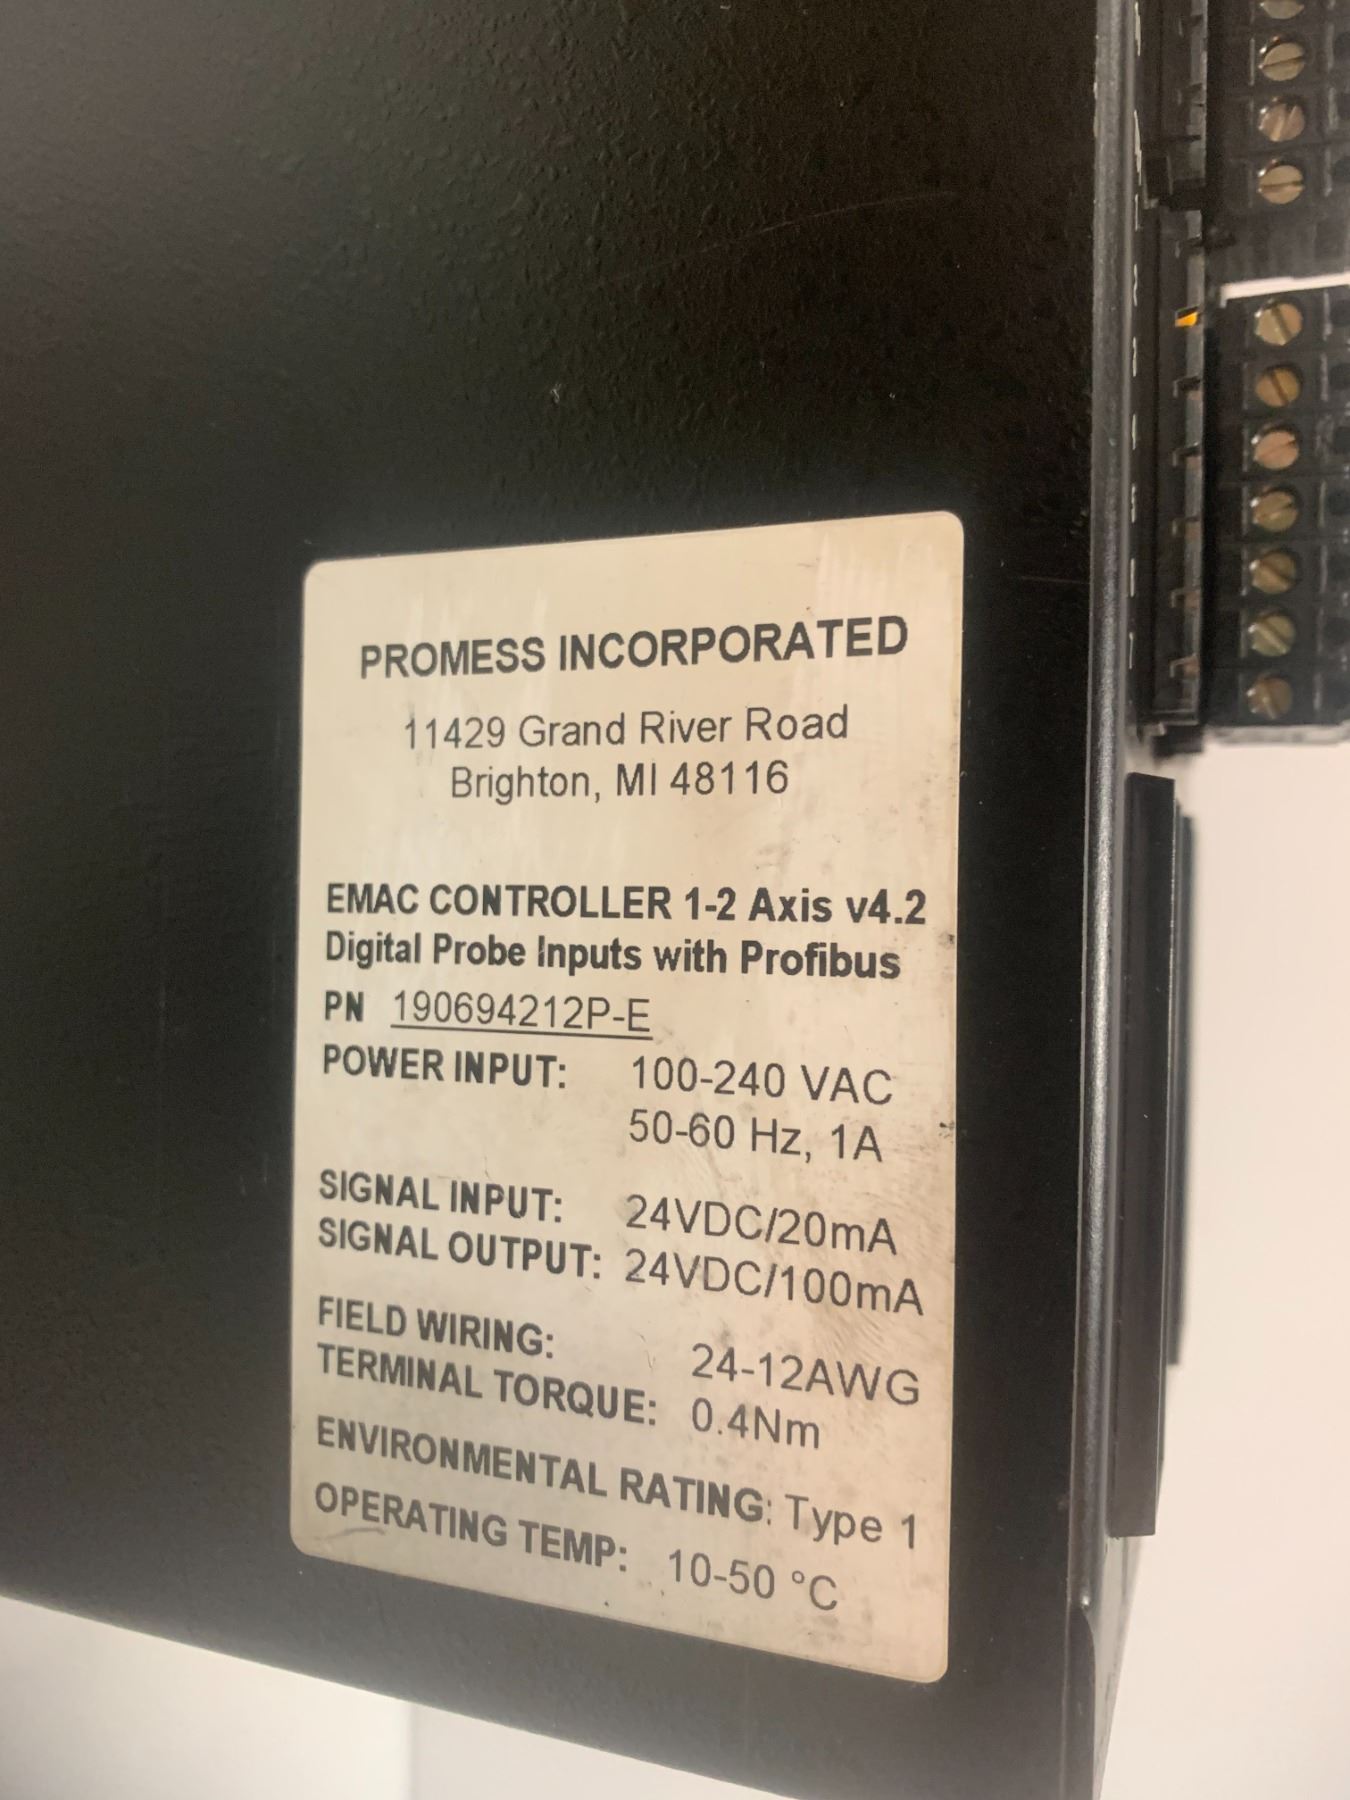 PROMESS INCORPORATED
11429 Grand River Road
Brighton, MI 48116
EMAC CONTROLLER 1-2 Axis v4.2
Digital Probe Inputs with Profibus
PN 190694212P-E
POWER INPUT: 100-240 VAC
50-60 Hz, 1A
SIGNAL INPUT: 24VDC/20mA
SIGNAL OUTPUT: 24VDC/100mA
FIELD WIRING: 24-12AWG
TERMINAL TORQUE: 0.4Nm
ENVIRONMENTAL RATING: Type 1
OPERATING TEMP: 10-50 °C